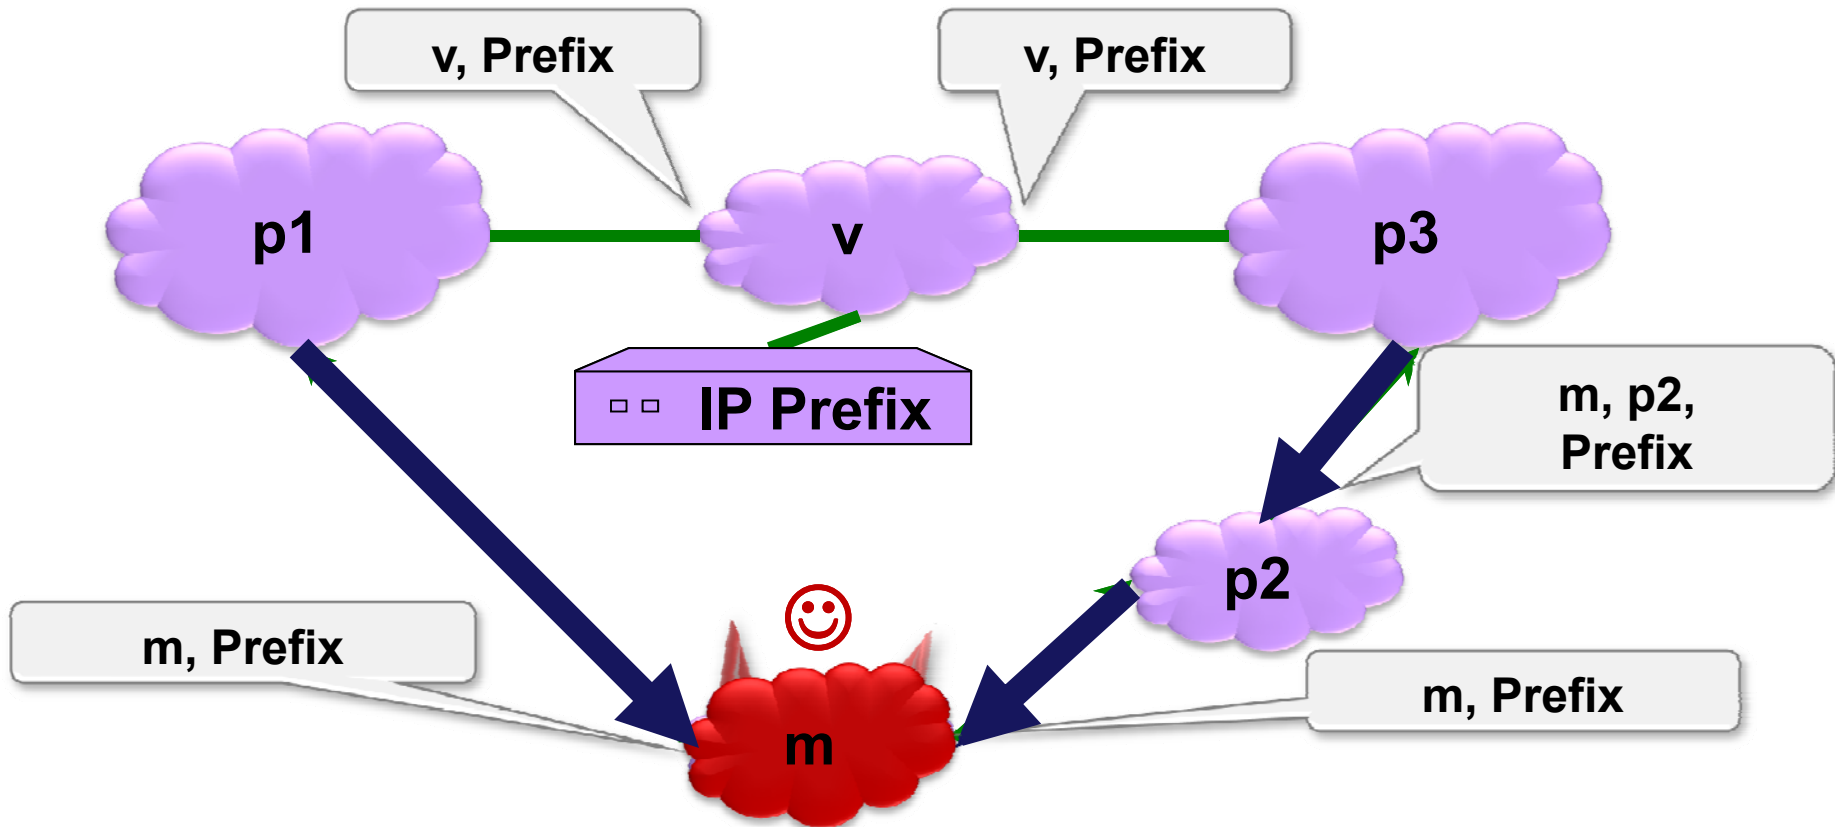 v, Prefix
v, Prefix
p1
v
p3
IP Prefix
m, p2,
Prefix
p2
m, Prefix
m, Prefix
m